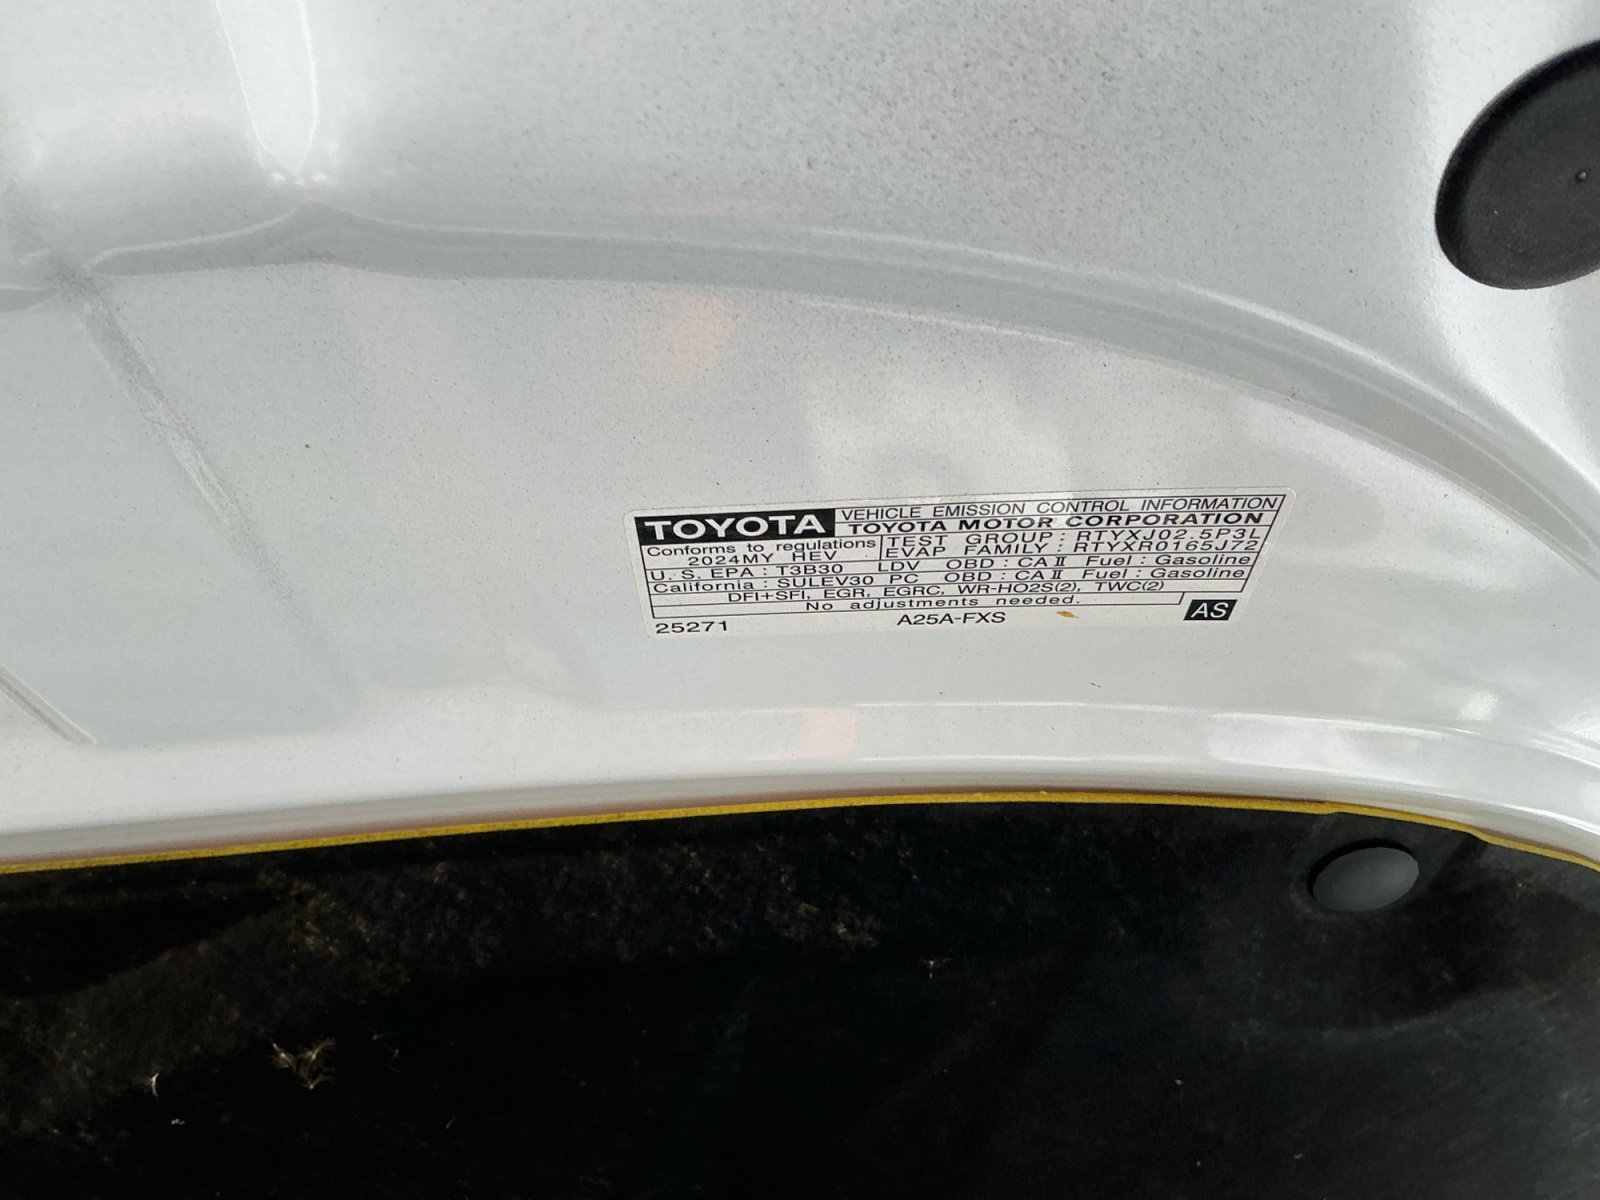 TOYOTA VEHICLE EMISSION CONTROL INFORMATION
TOYOTA MOTOR CORPORATION
Conforms to regulations
2024MY HEV
TEST GROUP : RTYXJ02.5P3L
EVAP FAMILY : RTYXR0165J72
U. S. EPA : T3B30 LDV OBD : CAⅡ Fuel : Gasoline
California : SULEV30 PC OBD : CAⅡ Fuel : Gasoline
DFI+SFI, EGR, EGRC, WR-HO2S(2), TWC(2)
No adjustments needed.
25271 A25A-FXS AS